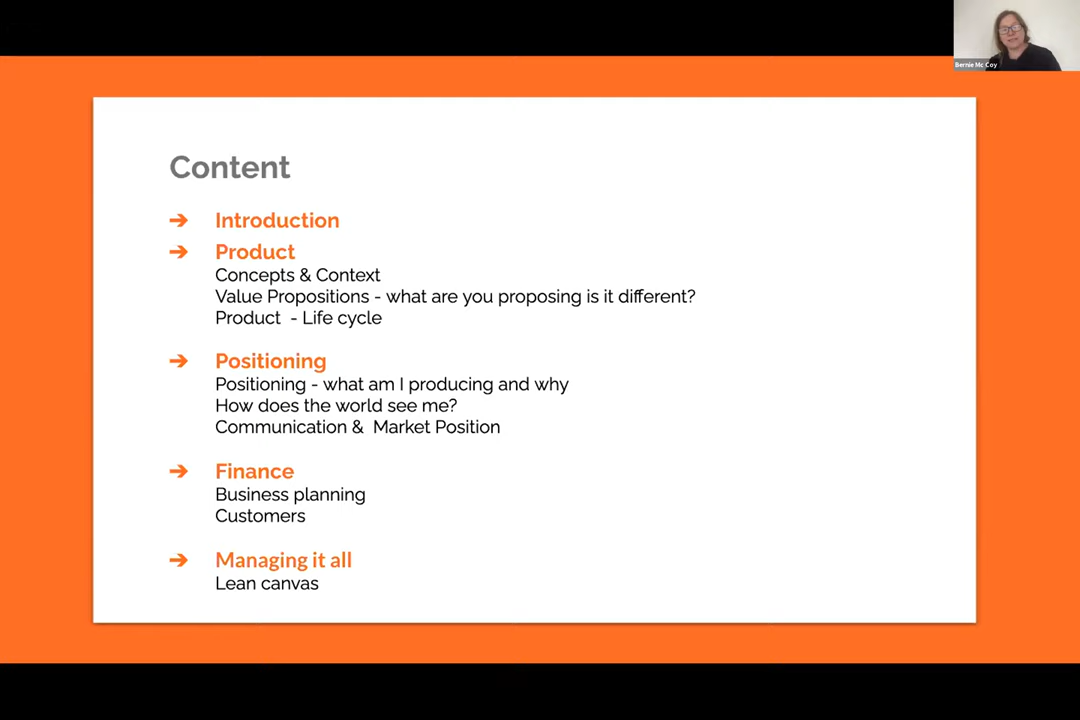 Bernie Mc Coy
Content
➔ Introduction
➔ Product
Concepts & Context
Value Propositions - what are you proposing is it different?
Product - Life cycle
➔ Positioning
Positioning - what am I producing and why
How does the world see me?
Communication & Market Position
➔ Finance
Business planning
Customers
➔ Managing it all
Lean canvas